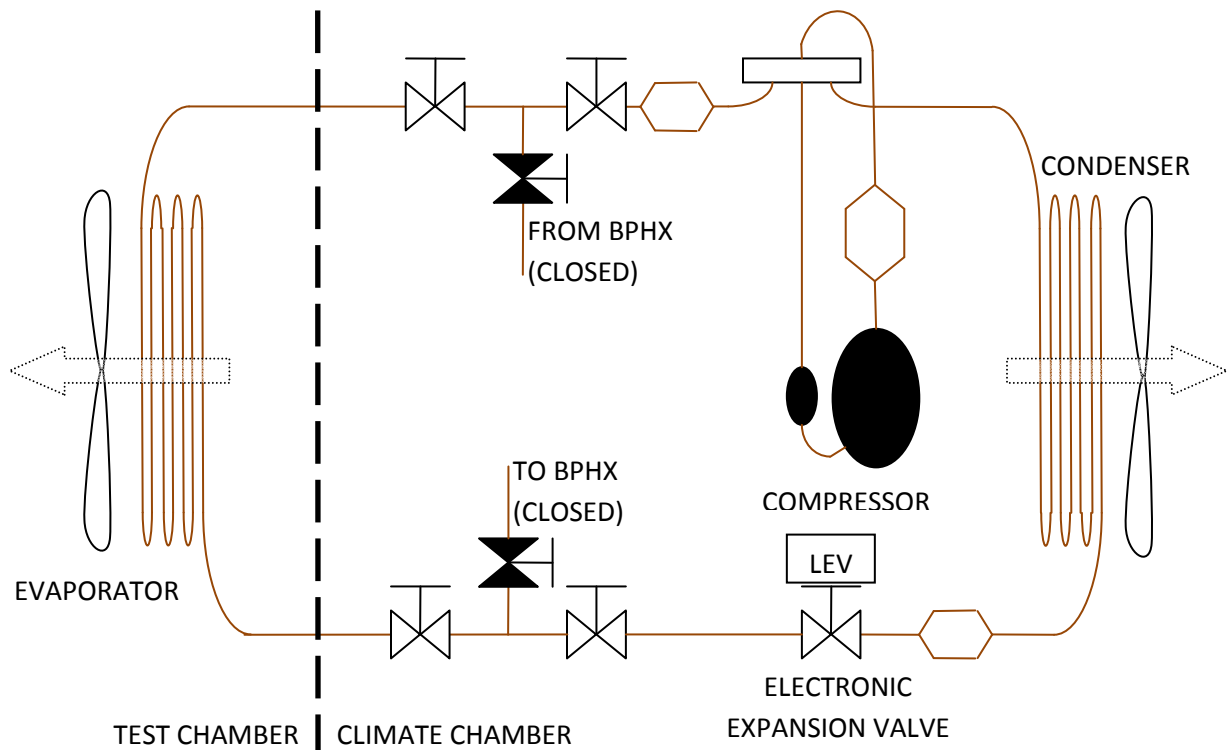 CONDENSER
FROM BPHX
(CLOSED)
TO BPHX
(CLOSED)
COMPRESSOR
LEV
EVAPORATOR
ELECTRONIC
EXPANSION VALVE
TEST CHAMBER
CLIMATE CHAMBER